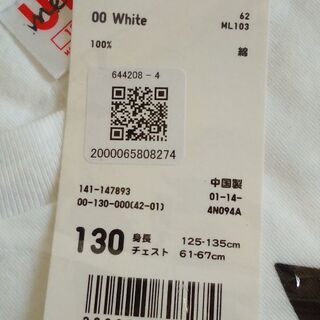 00 White
62
ML103
100%
綿
644208 - 4
2000065808274
141-147893
中国製
00-130-000(42-01)
01-14-
4N094A
130 身長 125-135cm
チェスト 61-67cm